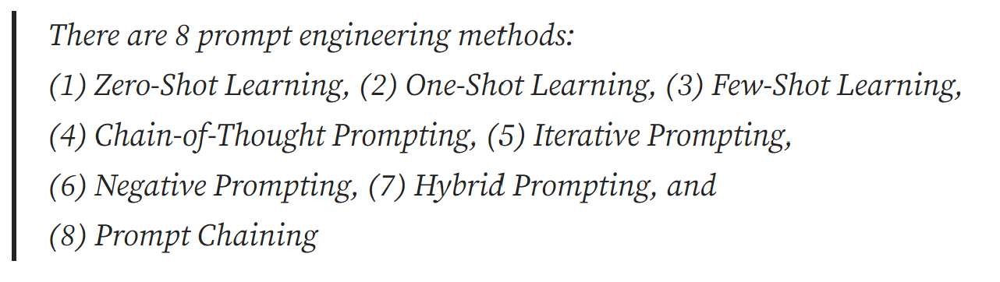 There are 8 prompt engineering methods:
(1) Zero-Shot Learning, (2) One-Shot Learning, (3) Few-Shot Learning,
(4) Chain-of-Thought Prompting, (5) Iterative Prompting,
(6) Negative Prompting, (7) Hybrid Prompting, and
(8) Prompt Chaining